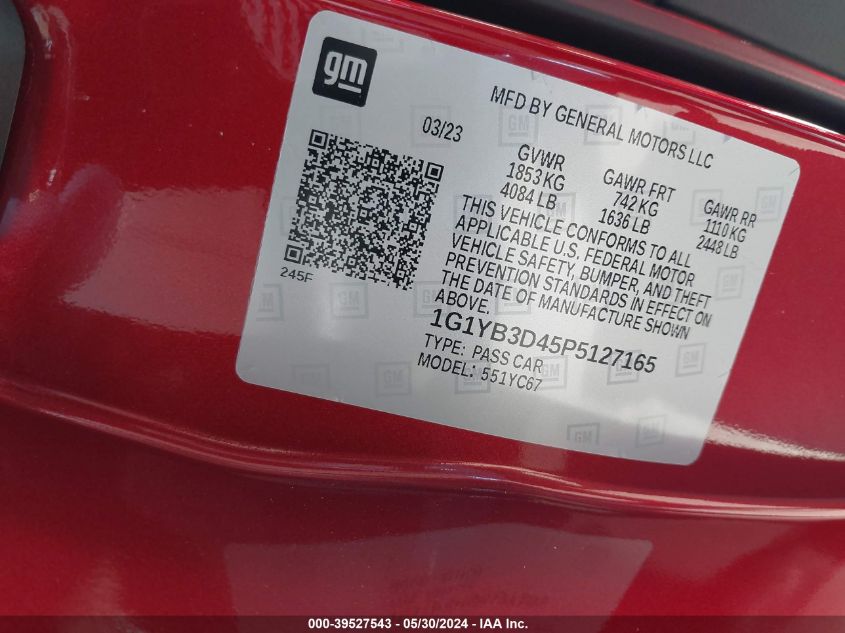 gm
MFD BY GENERAL MOTORS LLC
03/23
GVWR
1853 KG
4084 LB
GAWR FRT
742 KG
1636 LB
GAWR RR
1110 KG
2448 LB
THIS VEHICLE CONFORMS TO ALL
APPLICABLE U.S. FEDERAL MOTOR
VEHICLE SAFETY, BUMPER, AND THEFT
PREVENTION STANDARDS IN EFFECT ON
THE DATE OF MANUFACTURE SHOWN
ABOVE.
245F
1G1YB3D45P5127165
TYPE: PASS CAR
MODEL: 551YC67
000-39527543 - 05/30/2024 - IAA Inc.